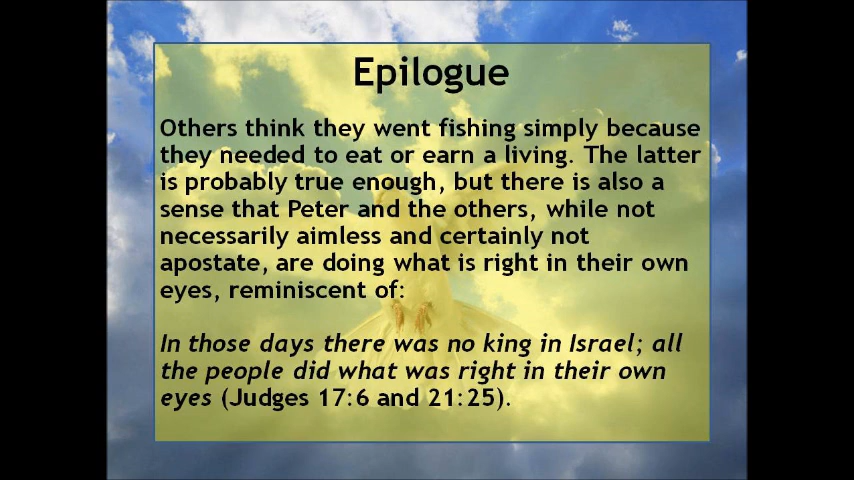 Epilogue
Others think they went fishing simply because
they needed to eat or earn a living. The latter
is probably true enough, but there is also a
sense that Peter and the others, while not
necessarily aimless and certainly not
apostate, are doing what is right in their own
eyes, reminiscent of:
In those days there was no king in Israel; all
the people did what was right in their own
eyes (Judges 17:6 and 21:25).